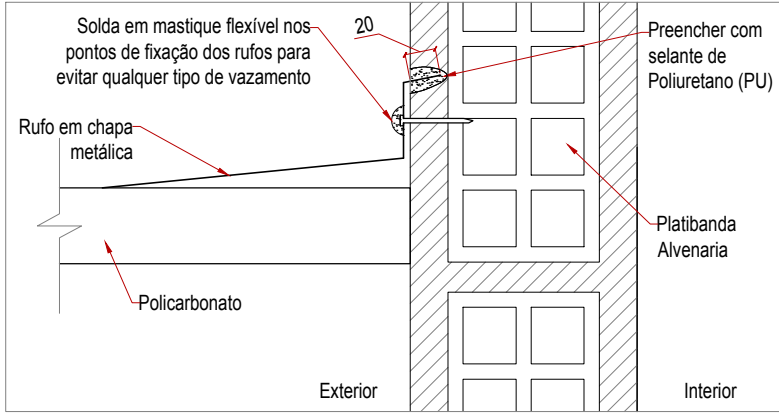 Solda em mastique flexível nos
pontos de fixação dos rufos para
evitar qualquer tipo de vazamento
20
Preencher com
selante de
Poliuretano (PU)
Rufo em chapa
metálica
Platibanda
Alvenaria
Policarbonato
Exterior
Interior